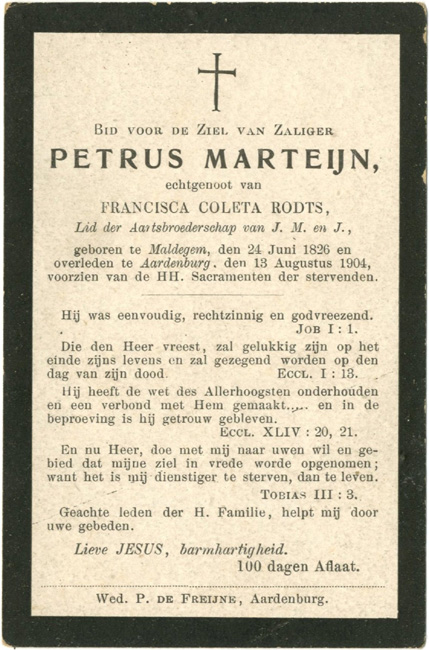 BID VOOR DE ZIEL VAN ZALIGER
PETRUS MARTEIJN,
echtgenoot van
FRANCISCA COLETA RODTS,
Lid der Aartsbroederschap van J. M. en J.,
geboren te Maldegem, den 24 Juni 1826 en
overleden te Aardenburg, den 13 Augustus 1904,
voorzien van de HH. Sacramenten der stervenden.
Hij was eenvoudig, rechtzinnig en godvreezend.
JOB I : 1.
Die den Heer vreest, zal gelukkig zijn op het
einde zijns levens en zal gezegend worden op den
dag van zijn dood. ECCL. I : 13.
Hij heeft de wet des Allerhoogsten onderhouden
en een verbond met Hem gemaakt..... en in de
beproeving is hij getrouw gebleven.
ECCL. XLIV : 20, 21.
En nu Heer, doe met mij naar uwen wil en ge-
bied dat mijne ziel in vrede worde opgenomen;
want het is mij dienstiger te sterven, dan te leven.
TOBIAS III : 3.
Geachte leden der H. Familie, helpt mij door
uwe gebeden.
Lieve JESUS, barmhartigheid.
100 dagen Aflaat.
Wed. P. DE FREIJNE, Aardenburg.